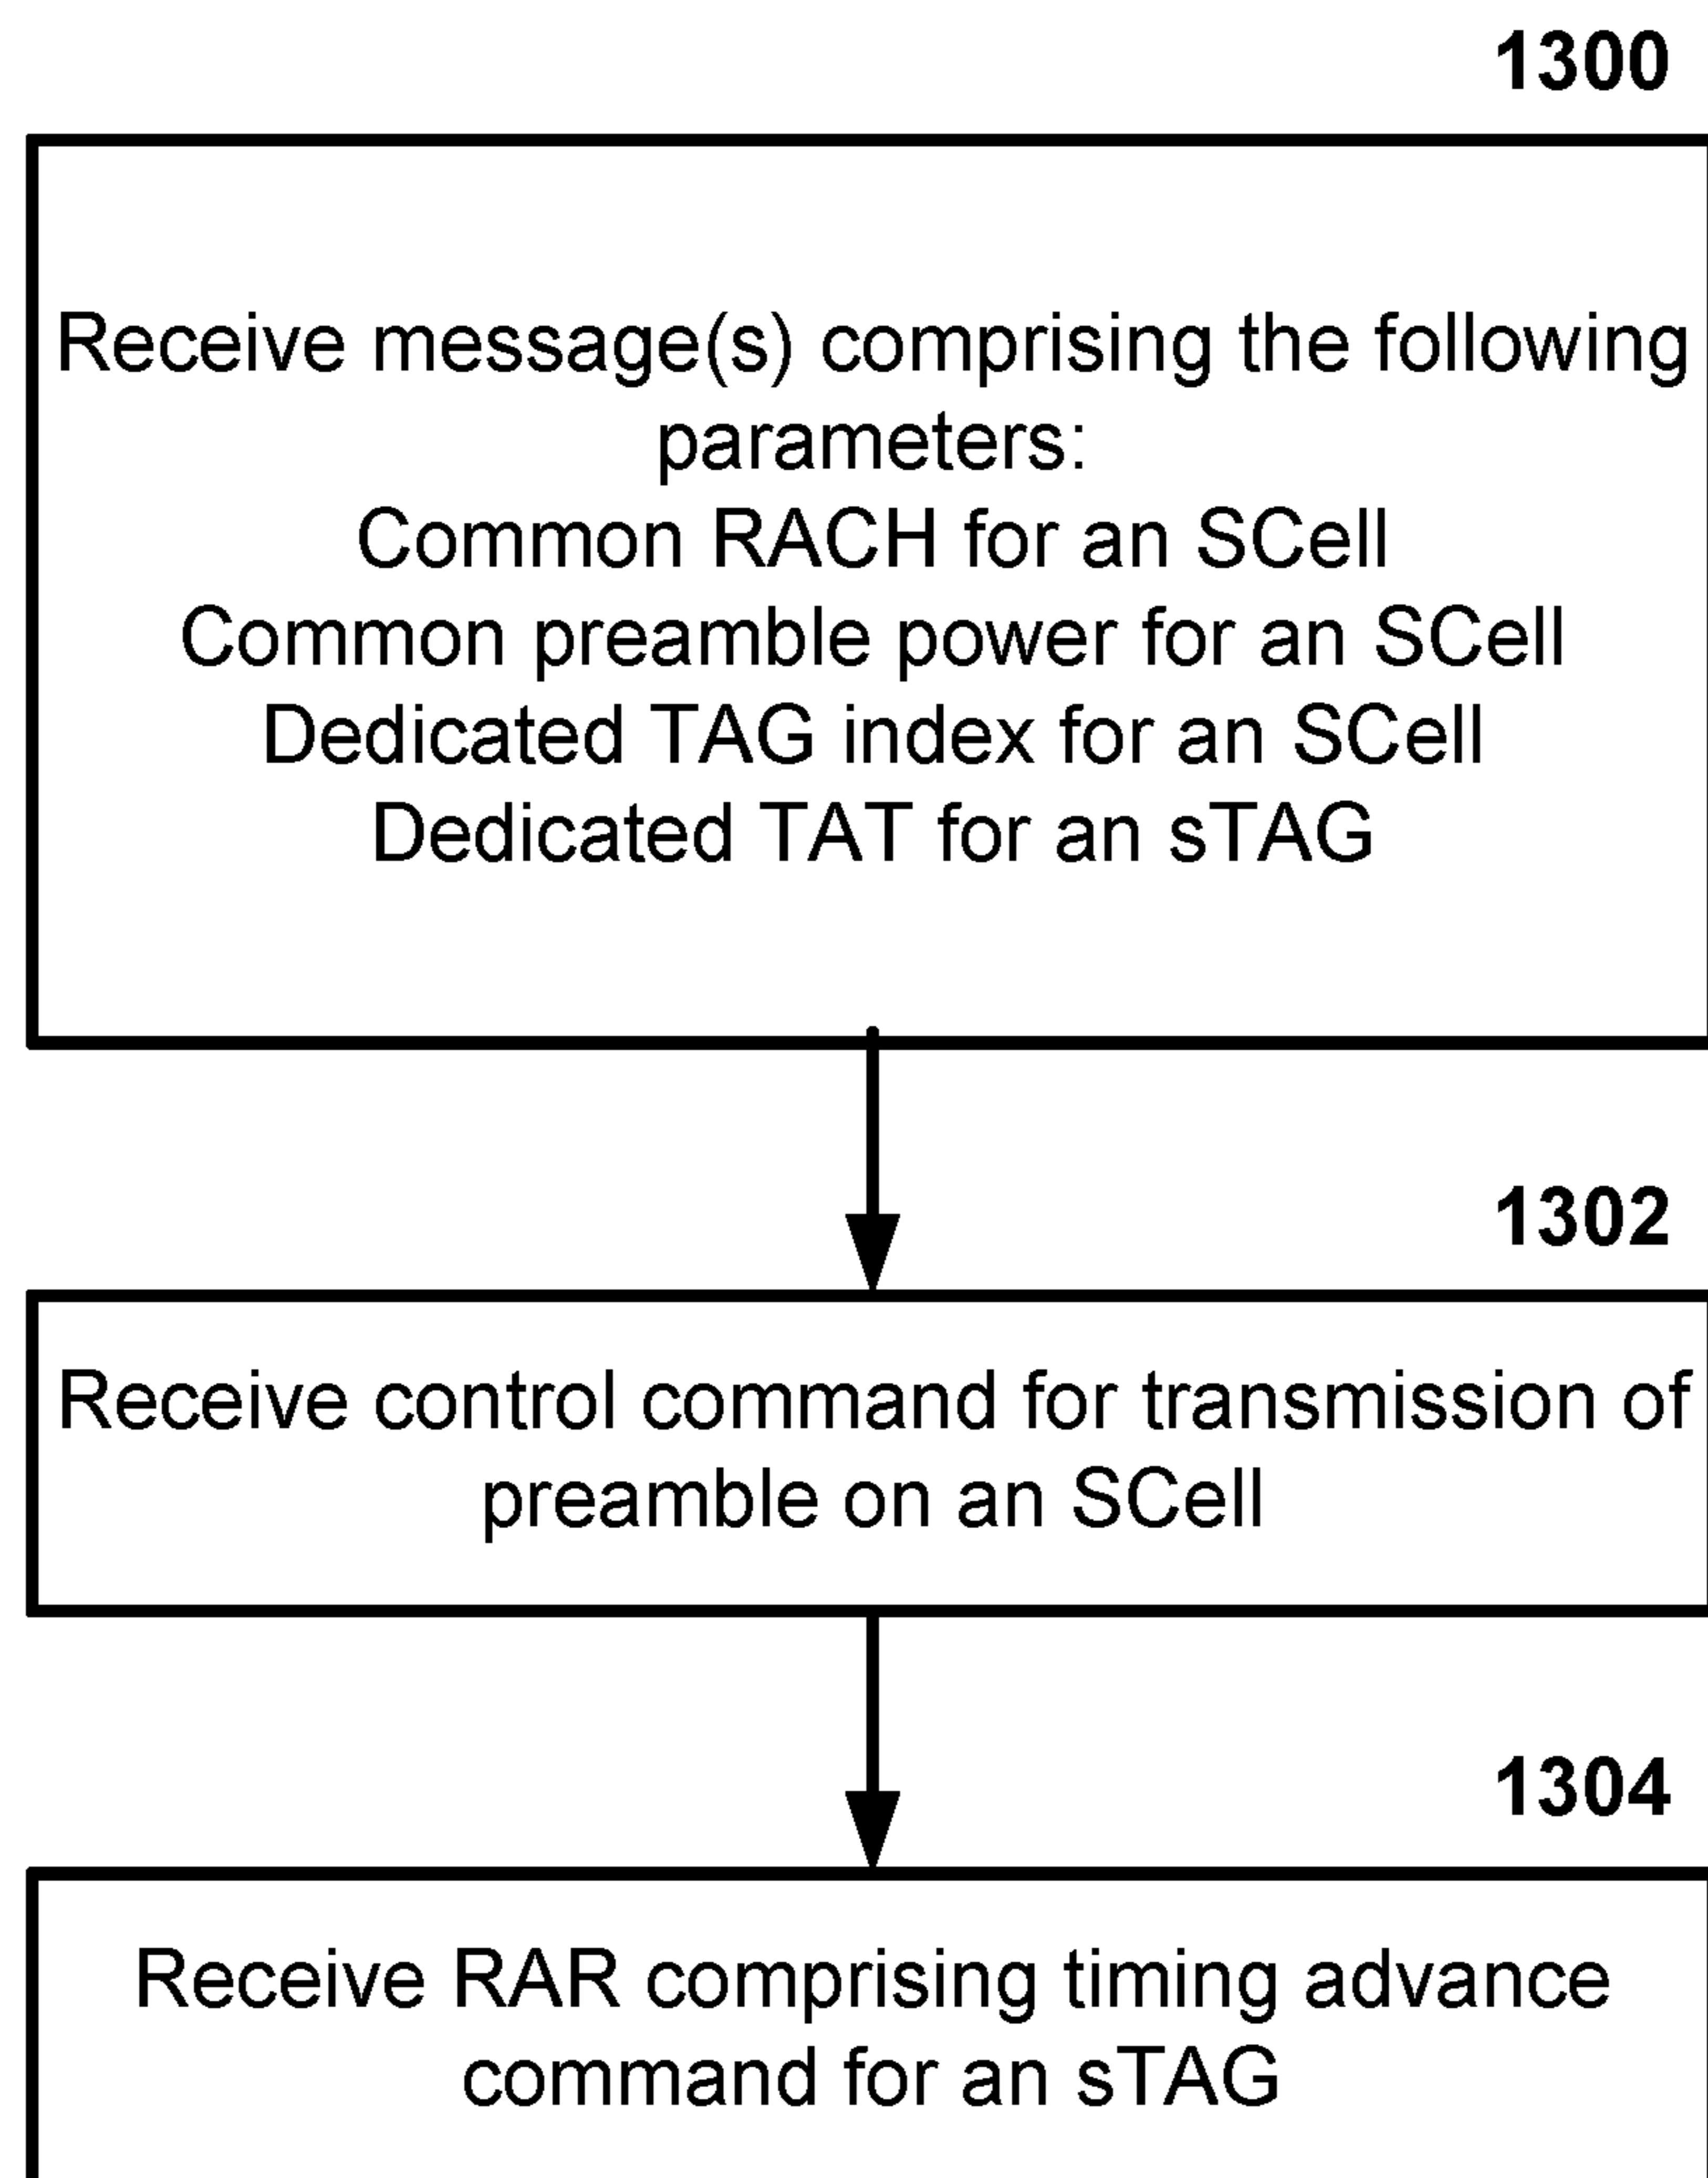 1300
Receive message(s) comprising the following
parameters:
Common RACH for an SCell
Common preamble power for an SCell
Dedicated TAG index for an SCell
Dedicated TAT for an sTAG
1302
Receive control command for transmission of
preamble on an SCell
1304
Receive RAR comprising timing advance
command for an sTAG